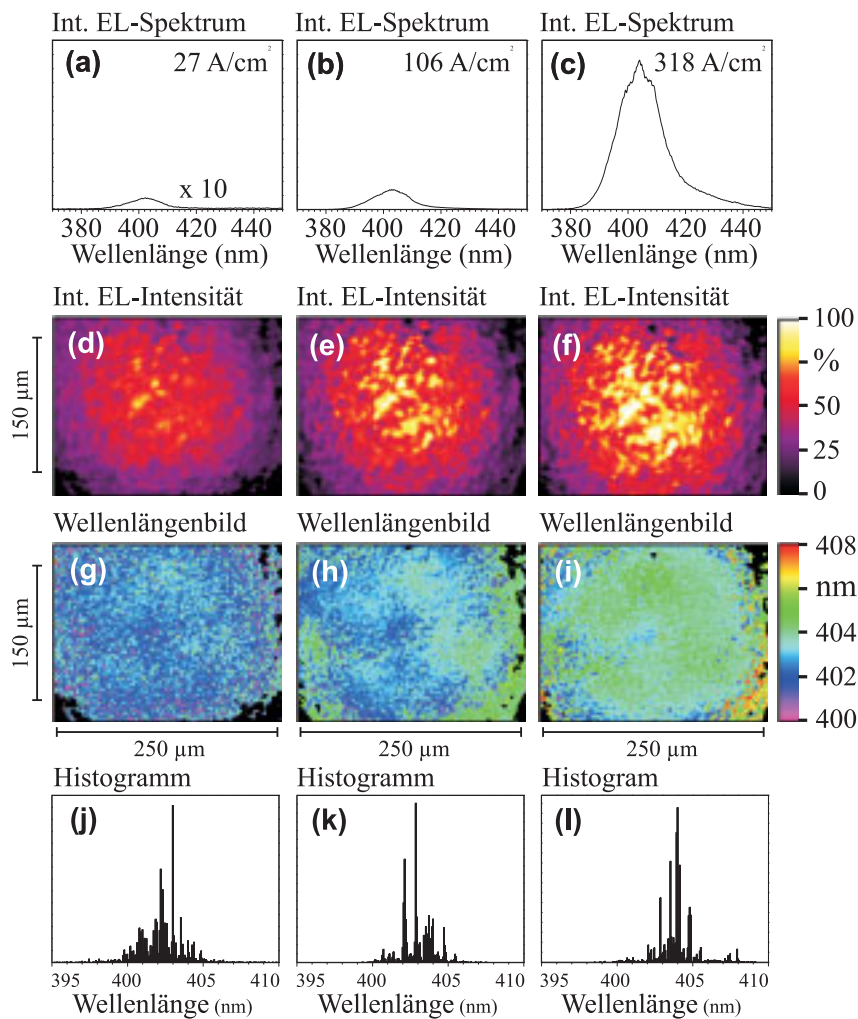 Int. EL-Spektrum Int. EL-Spektrum Int. EL-Spektrum
(a) 27 A/cm² (b) 106 A/cm² (c) 318 A/cm²
x 10
380 400 420 440 380 400 420 440 380 400 420 440
Wellenlänge (nm) Wellenlänge (nm) Wellenlänge (nm)
Int. EL-Intensität Int. EL-Intensität Int. EL-Intensität
150 µm (d) (e) (f) 100
%
75
50
25
0
Wellenlängenbild Wellenlängenbild Wellenlängenbild
150 µm (g) (h) (i) 408
nm
404
402
400
250 µm 250 µm 250 µm
Histogramm Histogramm Histogram
(j) (k) (l)
395 400 405 410 395 400 405 410 395 400 405 410
Wellenlänge (nm) Wellenlänge (nm) Wellenlänge (nm)